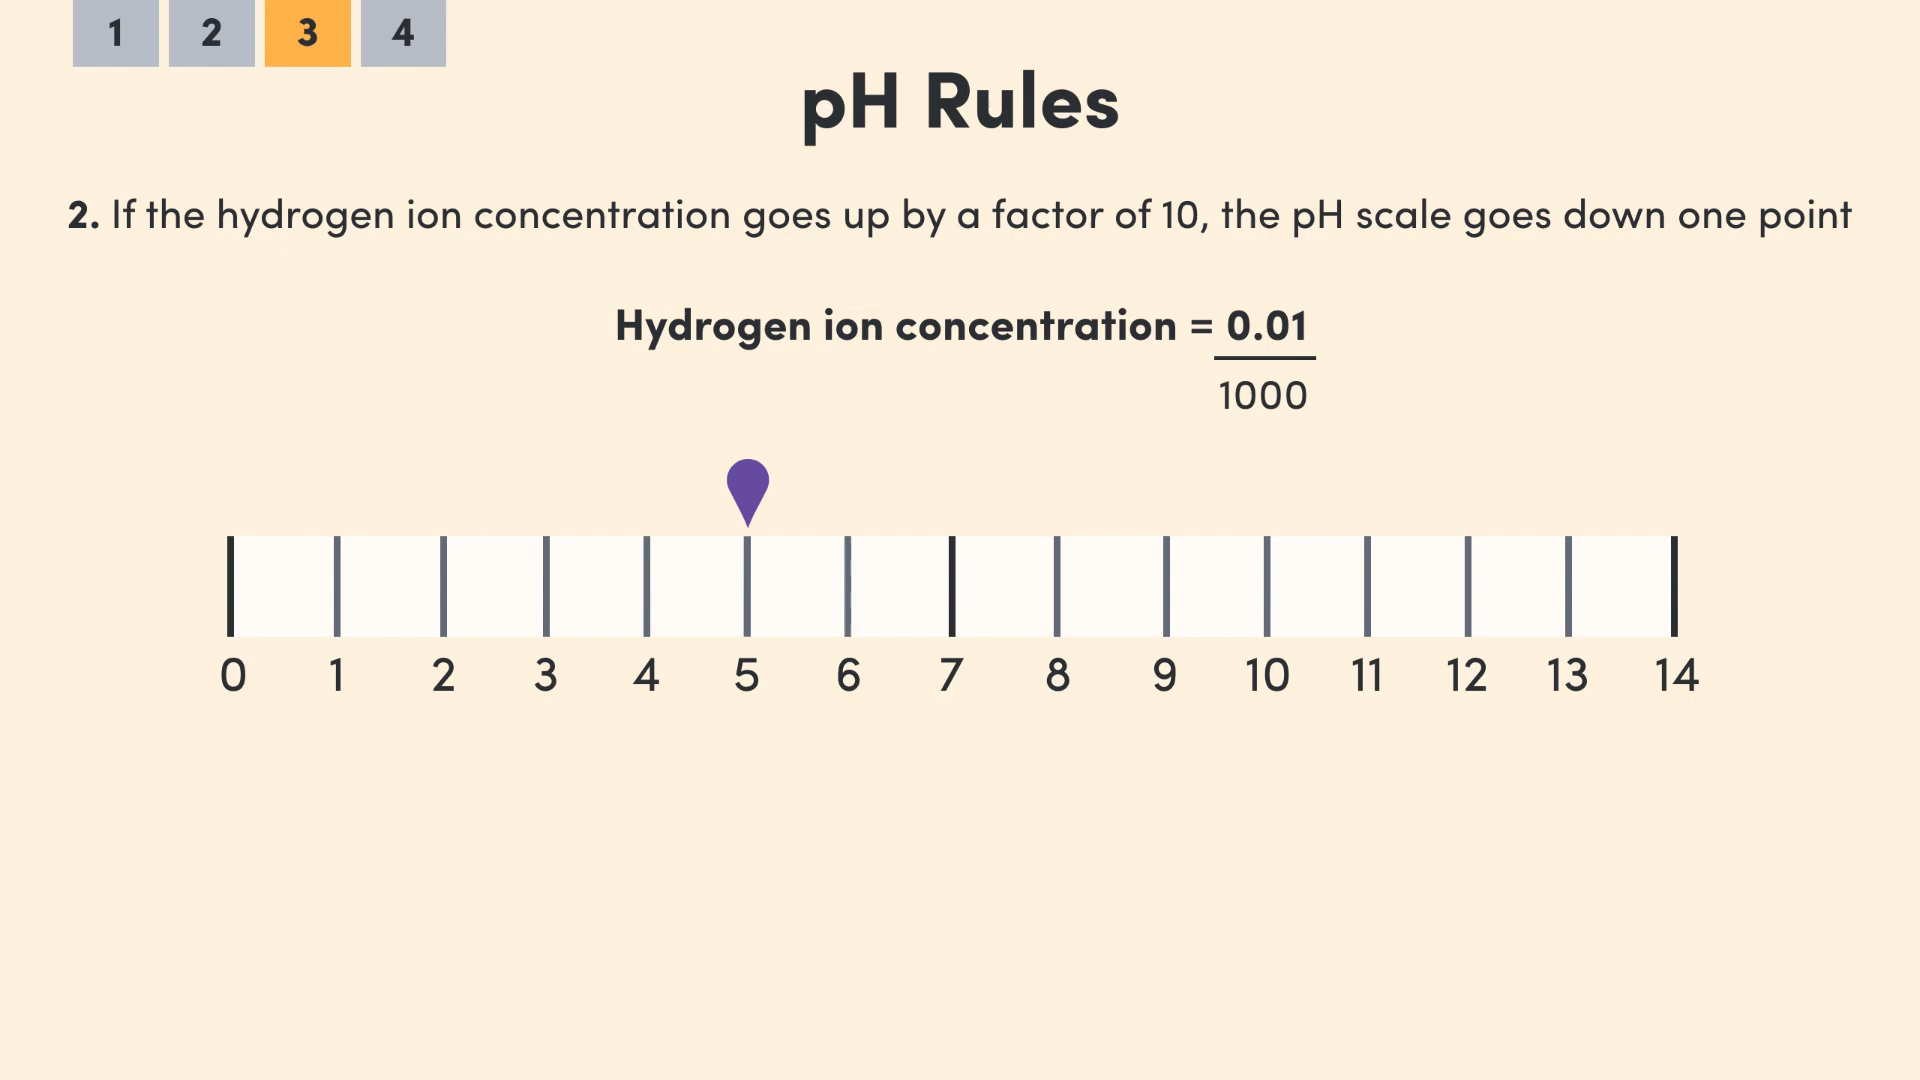 1 2 3 4
pH Rules
2. If the hydrogen ion concentration goes up by a factor of 10, the pH scale goes down one point
Hydrogen ion concentration = 0.01
1000
0 1 2 3 4 5 6 7 8 9 10 11 12 13 14